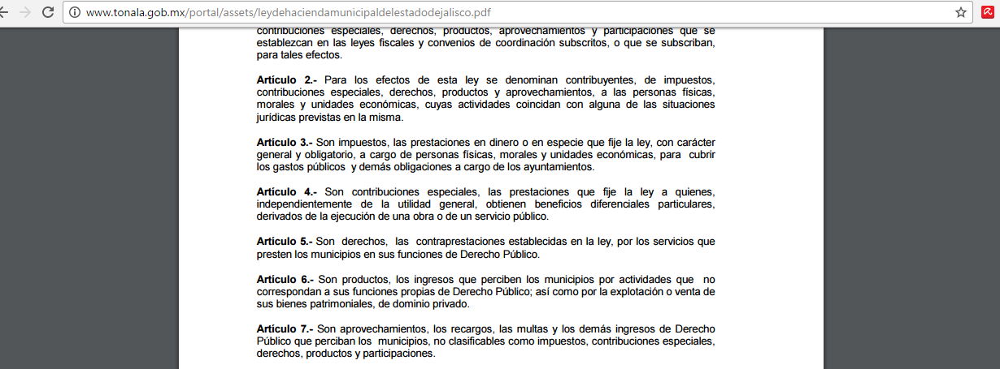 www.tonala.gob.mx/portal/assets/leydehaciendamunicipaldelestadodejalisco.pdf
contribuciones especiales, derechos, productos, aprovechamientos y participaciones que se
establezcan en las leyes fiscales y convenios de coordinación subscritos, o que se subscriban,
para tales efectos.
Artículo 2.- Para los efectos de esta ley se denominan contribuyentes, de impuestos,
contribuciones especiales, derechos, productos y aprovechamientos, a las personas físicas,
morales y unidades económicas, cuyas actividades coincidan con alguna de las situaciones
jurídicas previstas en la misma.
Artículo 3.- Son impuestos, las prestaciones en dinero o en especie que fije la ley, con carácter
general y obligatorio, a cargo de personas físicas, morales y unidades económicas, para cubrir
los gastos públicos y demás obligaciones a cargo de los ayuntamientos.
Artículo 4.- Son contribuciones especiales, las prestaciones que fije la ley a quienes,
independientemente de la utilidad general, obtienen beneficios diferenciales particulares,
derivados de la ejecución de una obra o de un servicio público.
Artículo 5.- Son derechos, las contraprestaciones establecidas en la ley, por los servicios que
presten los municipios en sus funciones de Derecho Público.
Artículo 6.- Son productos, los ingresos que perciben los municipios por actividades que no
correspondan a sus funciones propias de Derecho Público; así como por la explotación o venta de
sus bienes patrimoniales, de dominio privado.
Artículo 7.- Son aprovechamientos, los recargos, las multas y los demás ingresos de Derecho
Público que perciban los municipios, no clasificables como impuestos, contribuciones especiales,
derechos, productos y participaciones.